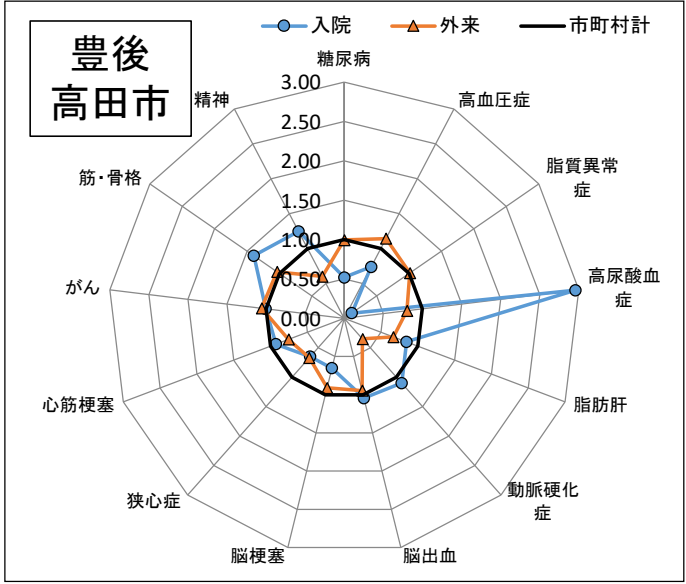 豊後
高田市
入院
外来
市町村計
糖尿病
高血圧症
脂質異常
症
高尿酸血
症
脂肪肝
動脈硬化
症
脳出血
脳梗塞
狭心症
心筋梗塞
がん
筋・骨格
精神
3.00
2.50
2.00
1.50
1.00
0.50
0.00